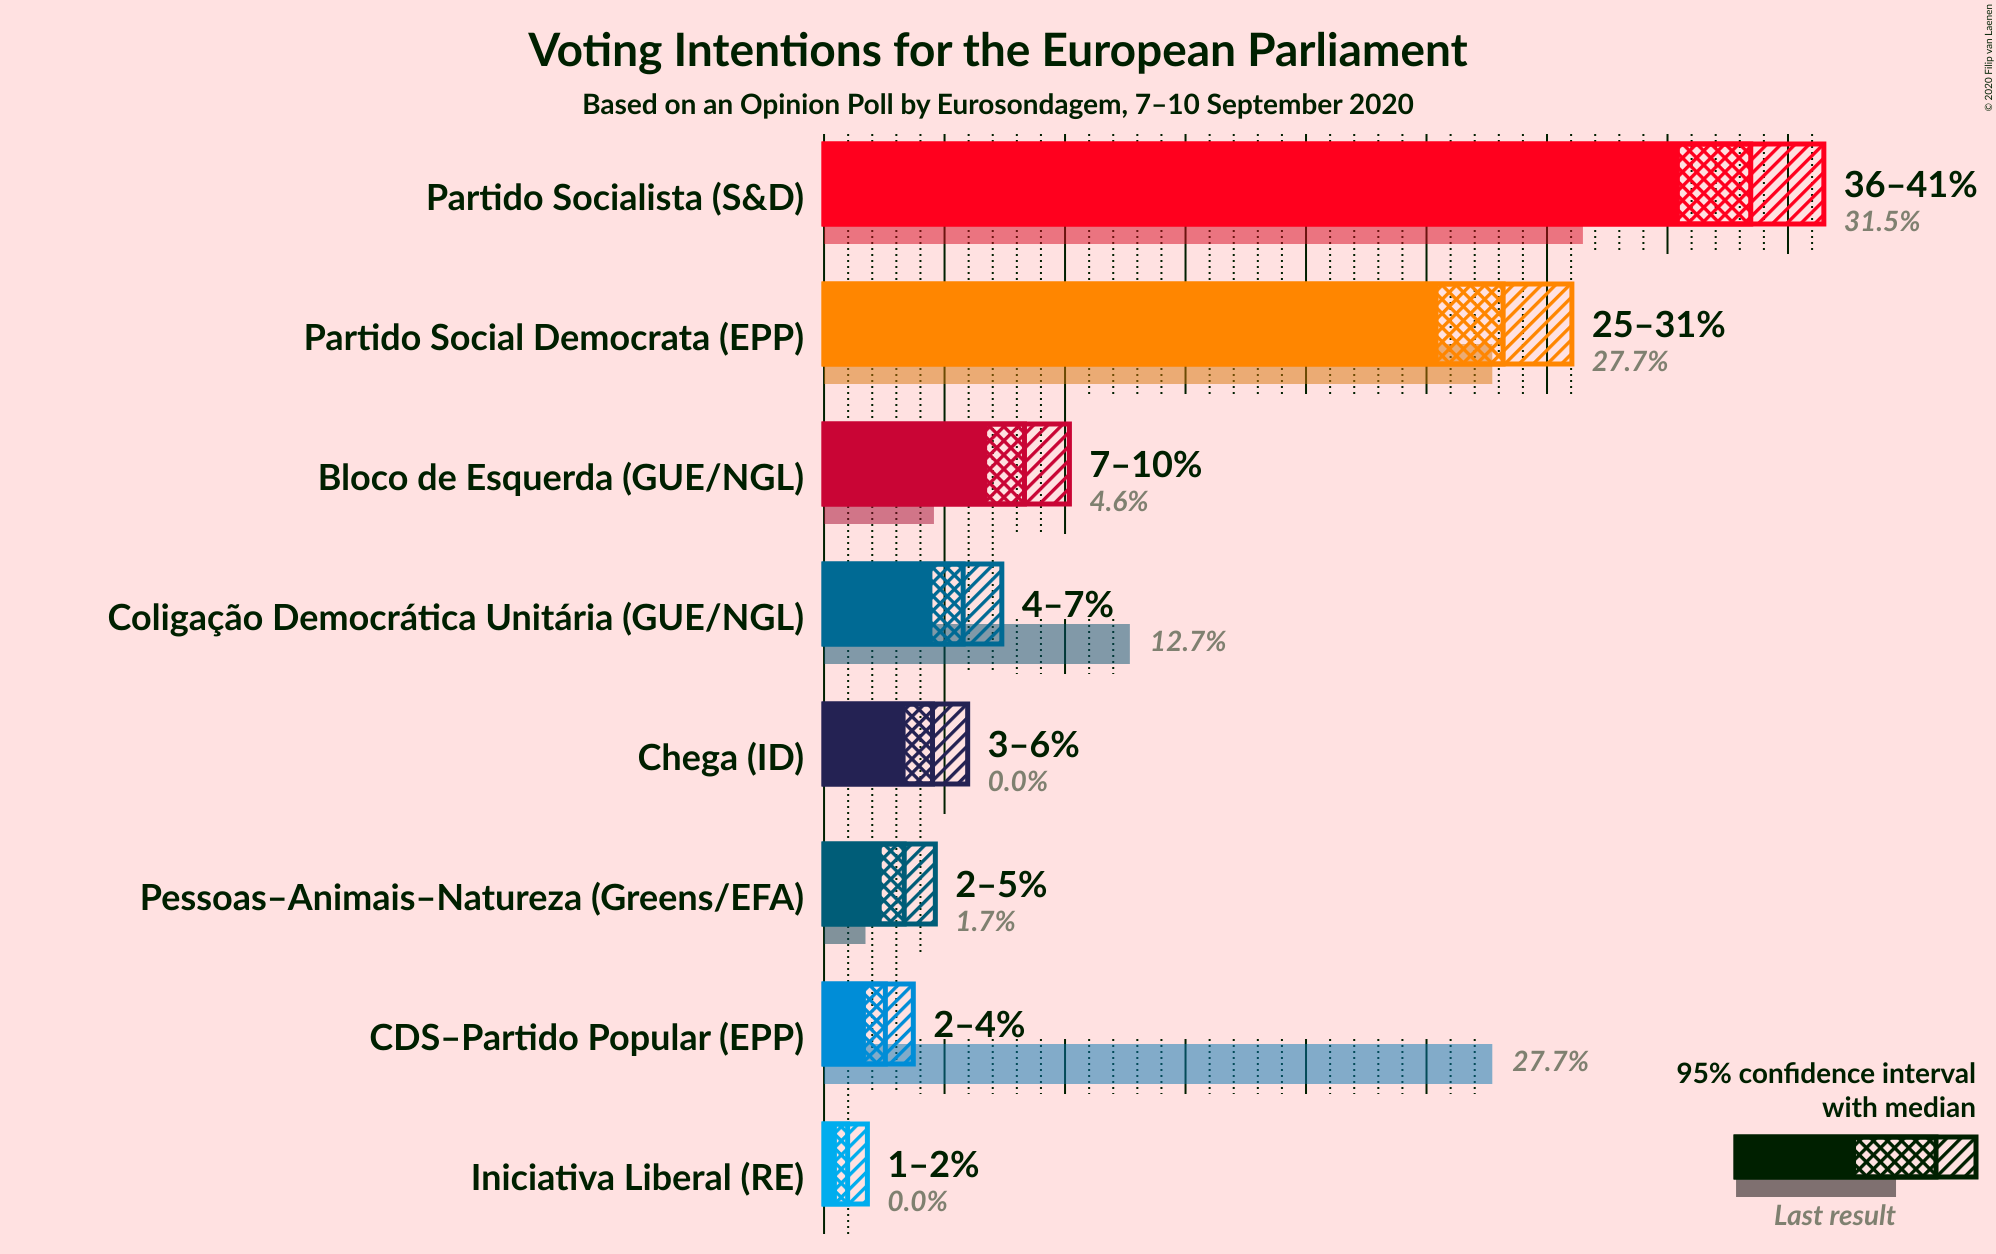 Voting Intentions for the European Parliament
Based on an Opinion Poll by Eurosondagem, 7–10 September 2020
© 2020 Filip van Laenen
Partido Socialista (S&D)
36–41%
31.5%
Partido Social Democrata (EPP)
25–31%
27.7%
Bloco de Esquerda (GUE/NGL)
7–10%
4.6%
Coligação Democrática Unitária (GUE/NGL)
4–7%
12.7%
Chega (ID)
3–6%
0.0%
Pessoas–Animais–Natureza (Greens/EFA)
2–5%
1.7%
CDS–Partido Popular (EPP)
2–4%
27.7%
Iniciativa Liberal (RE)
1–2%
0.0%
95% confidence interval
with median
Last result